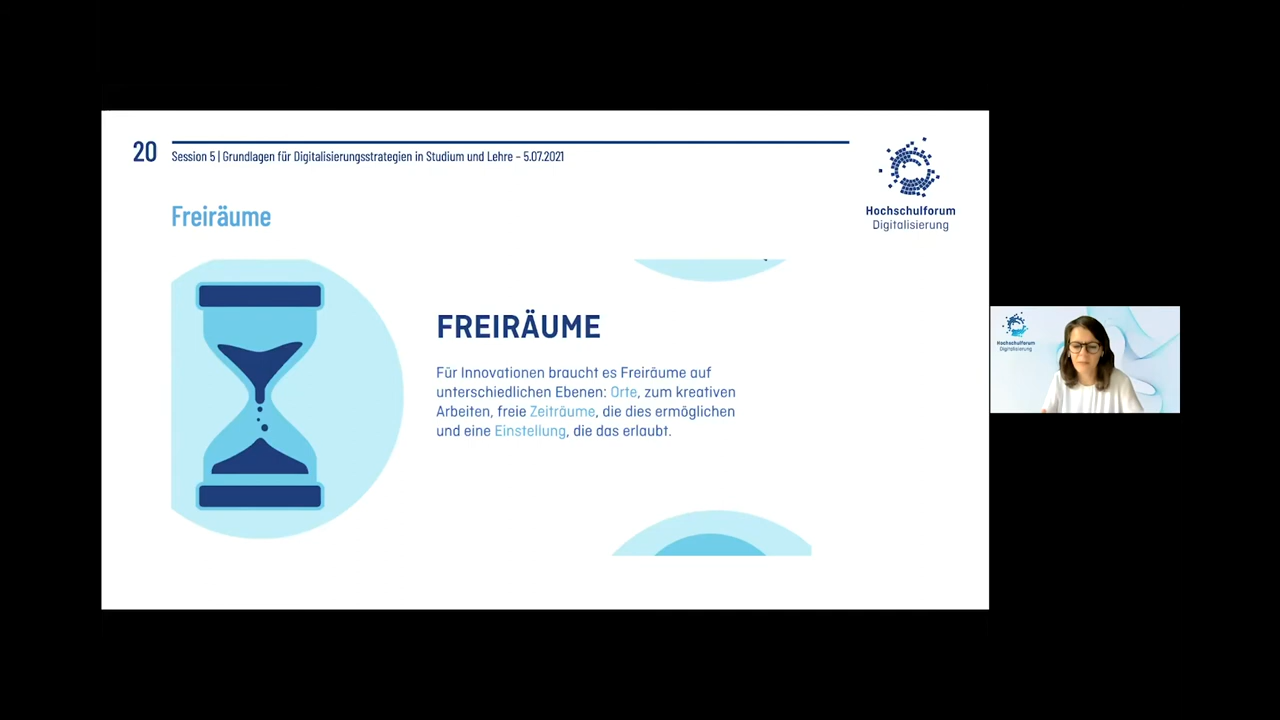 20
Session 5 | Grundlagen für Digitalisierungsstrategien in Studium und Lehre – 5.07.2021
Hochschulforum
Digitalisierung
Freiräume
FREIRÄUME
Für Innovationen braucht es Freiräume auf
unterschiedlichen Ebenen: Orte, zum kreativen
Arbeiten, freie Zeiträume, die dies ermöglichen
und eine Einstellung, die das erlaubt.
Hochschulforum
Digitalisierung